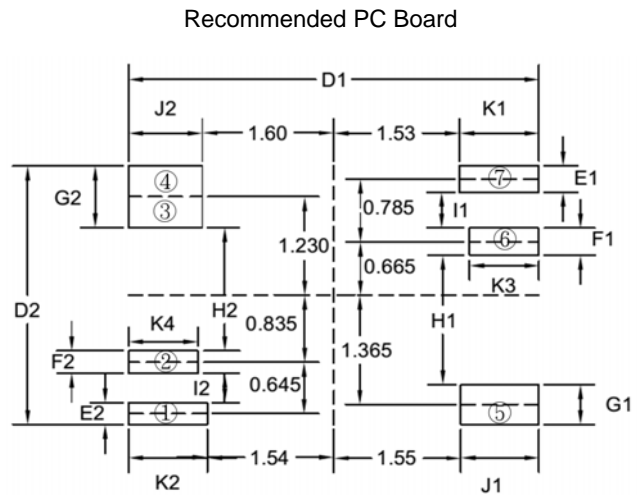 Recommended PC Board
D1
J2
K1
1.60
1.53
④
③
G2
⑦
E1
I1
0.785
⑥
F1
1.230
0.665
K3
D2
H2
H1
K4
0.835
1.365
F2
②
I2
0.645
E2
①
⑤
G1
1.54
1.55
K2
J1